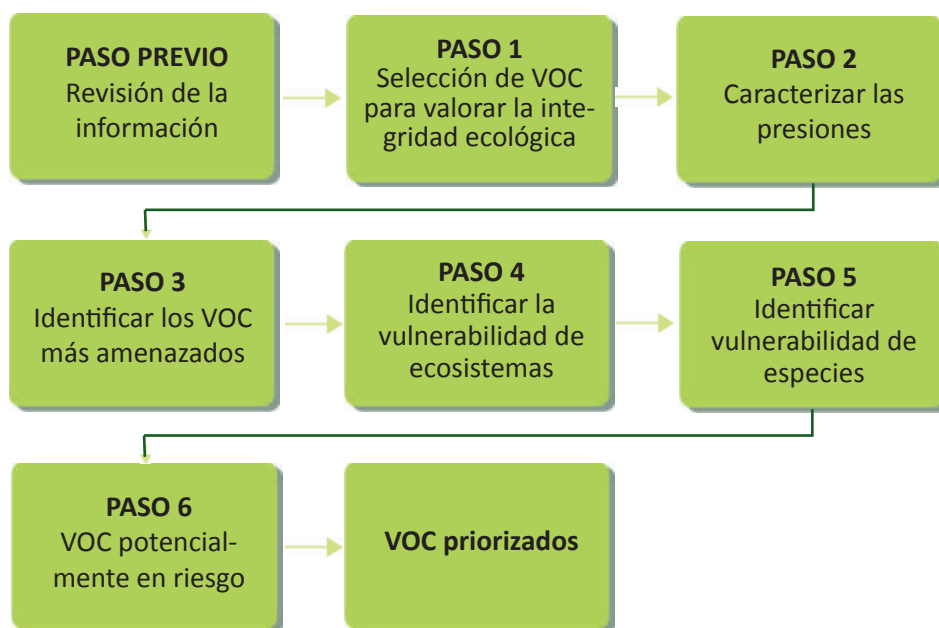 PASO PREVIO
Revisión de la
información
PASO 1
Selección de VOC
para valorar la inte-
gridad ecológica
PASO 2
Caracterizar las
presiones
PASO 3
Identificar los VOC
más amenazados
PASO 4
Identificar la
vulnerabilidad de
ecosistemas
PASO 5
Identificar
vulnerabilidad de
especies
PASO 6
VOC potencial-
mente en riesgo
VOC priorizados